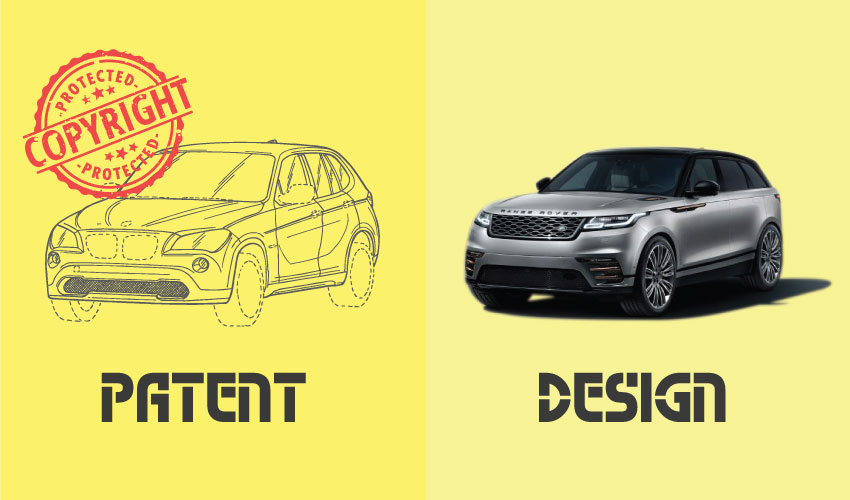 PROTECTED
COPYRIGHT
PROTECTED
RANGE ROVER
PATENT
DESIGN